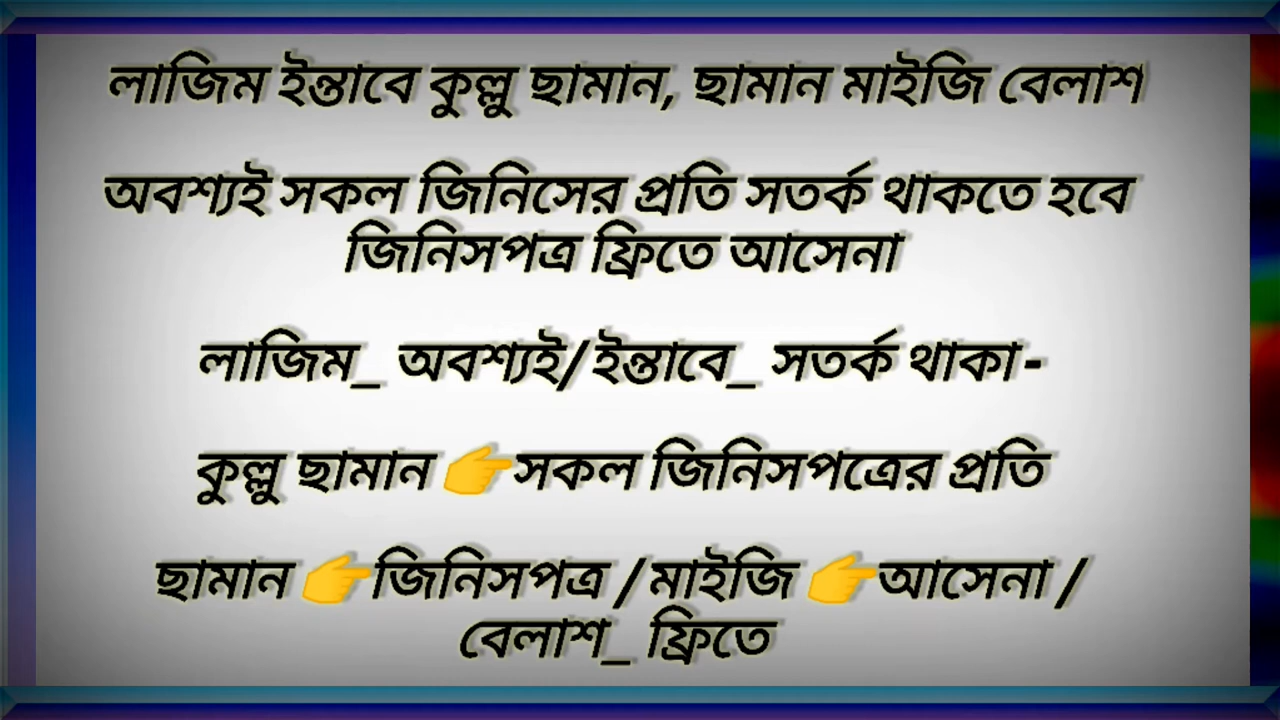 লাজিম ইন্তাবে কুল্লু ছামান, ছামান মাইজি বেলাশ
অবশ্যই সকল জিনিসের প্রতি সতর্ক থাকতে হবে
জিনিসপত্র ফ্রিতে আসেনা
লাজিম_ অবশ্যই/ইন্তাবে_ সতর্ক থাকা-
কুল্লু ছামান 👉সকল জিনিসপত্রের প্রতি
ছামান 👉জিনিসপত্র /মাইজি 👉আসেনা /
বেলাশ_ ফ্রিতে